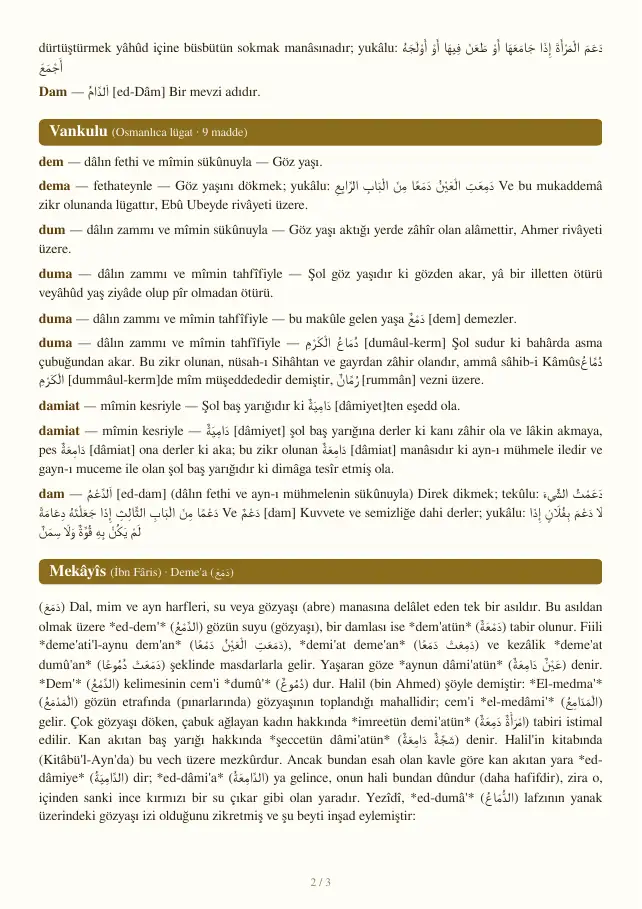 dürtüştürmek yâhûd içine büsbütün sokmak manâsınadır; yukâlu: دَعَمَ الْمَرْأَةَ إِذَا جَامَعَهَا أَوْ طَعَنَ فِيهَا أَوْ أَوْلَجَهُ
أَجْمَعَ
Dam — اَلدَّامُ [ed-Dâm] Bir mevzi adıdır.
Vankulu (Osmanlıca lügat · 9 madde)
dem — dâlın fethi ve mîmin sükûnuyla — Göz yaşı.
dema — fethateynle — Göz yaşını dökmek; yukâlu: دَمِعَتِ الْعَيْنُ دَمَعًا مِنَ الْبَابِ الرَّابِعِ Ve bu mukaddemâ
zikr olunanda lügattır, Ebû Ubeyde rivâyeti üzere.
dum — dâlın zammı ve mîmin sükûnuyla — Göz yaşı aktığı yerde zâhîr olan alâmettir, Ahmer rivâyeti
üzere.
duma — dâlın zammı ve mîmin tahfîfiyle — Şol göz yaşıdır ki gözden akar, yâ bir illetten ötürü
veyâhûd yaş ziyâde olup pîr olmadan ötürü.
duma — dâlın zammı ve mîmin tahfîfiyle — bu makûle gelen yaşa دَمْعٌ [dem] demezler.
duma — dâlın zammı ve mîmin tahfîfiyle — دُمَاعُ الْكَرْمِ [dumâul-kerm] Şol sudur ki bahârda asma
çubuğundan akar. Bu zikr olunan, nüsah-ı Sihâhtan ve gayrdan zâhir olandır, ammâ sâhib-i Kâmûs دُمَّاعُ
الْكَرْمِ [dummâul-kerm]de mîm müşeddededir demiştir, رُمَّانٌ [rummân] vezni üzere.
damiat — mîmin kesriyle — Şol baş yarığıdır ki دَامِيَةٌ [dâmiyet]ten eşedd ola.
damiat — mîmin kesriyle — دَامِيَةٌ [dâmiyet] şol baş yarığına derler ki kanı zâhir ola ve lâkin akmaya,
pes دَامِعَةٌ [dâmiat] ona derler ki aka; bu zikr olunan دَامِعَةٌ [dâmiat] manâsıdır ki ayn-ı mühmele iledir ve
gayn-ı muceme ile olan şol baş yarığıdır ki dimâga tesîr etmiş ola.
dam — اَلدَّعْمُ [ed-dam] (dâlın fethi ve ayn-ı mühmelenin sükûnuyla) Direk dikmek; tekûlu: دَعَمْتُ الشَّيْءَ
دَعْمًا مِنَ الْبَابِ الثَّالِثِ إِذَا جَعَلْتَهُ دِعَامَةً Ve دَعْمٌ [dam] Kuvvete ve semizliğe dahi derler; yukâlu: لَا دَعْمَ بِفُلَانٍ إِذَا
لَمْ يَكُنْ بِهِ قُوَّةٌ وَلَا سِمَنٌ
Mekâyîs (İbn Fâris) · Deme'a (دَمَعَ)
(دَمَعَ) Dal, mim ve ayn harfleri, su veya gözyaşı (abre) manasına delâlet eden tek bir asıldır. Bu asıldan
olmak üzere *ed-dem'* (اَلدَّمْعُ) gözün suyu (gözyaşı), bir damlası ise *dem'atün* (دَمْعَةٌ) tabir olunur. Fiili
*deme'ati'l-aynu dem'an* (دَمَعَتِ الْعَيْنُ دَمْعًا), *demi'at deme'an* (دَمِعَتْ دَمَعًا) ve kezâlik *deme'at
dumû'an* (دَمَعَتْ دُمُوعًا) şeklinde masdarlarla gelir. Yaşaran göze *aynun dâmi'atün* (عَيْنٌ دَامِعَةٌ) denir.
*Dem'* (اَلدَّمْعُ) kelimesinin cem'i *dumû'* (دُمُوعٌ) dur. Halil (bin Ahmed) şöyle demiştir: *El-medma'*
(اَلْمَدْمَعُ) gözün etrafında (pınarlarında) gözyaşının toplandığı mahallidir; cem'i *el-medâmi'* (اَلْمَدَامِعُ)
gelir. Çok gözyaşı döken, çabuk ağlayan kadın hakkında *imreetün demi'atün* (اِمْرَأَةٌ دَمِعَةٌ) tabiri istimal
edilir. Kan akıtan baş yarığı hakkında *şeccetün dâmi'atün* (شَجَّةٌ دَامِعَةٌ) denir. Halil'in kitabında
(Kitâbü'l-Ayn'da) bu vech üzere mezkûrdur. Ancak bundan esah olan kavle göre kan akıtan yara *ed-
dâmiye* (اَلدَّامِيَةُ) dir; *ed-dâmi'a* (اَلدَّامِعَةُ) ya gelince, onun hali bundan dûndur (daha hafifdir), zira o,
içinden sanki ince kırmızı bir su çıkar gibi olan yaradır. Yezîdî, *ed-dumâ'* (اَلدُّمَاعُ) lafzının yanak
üzerindeki gözyaşı izi olduğunu zikretmiş ve şu beyti inşad eylemiştir:
2 / 3